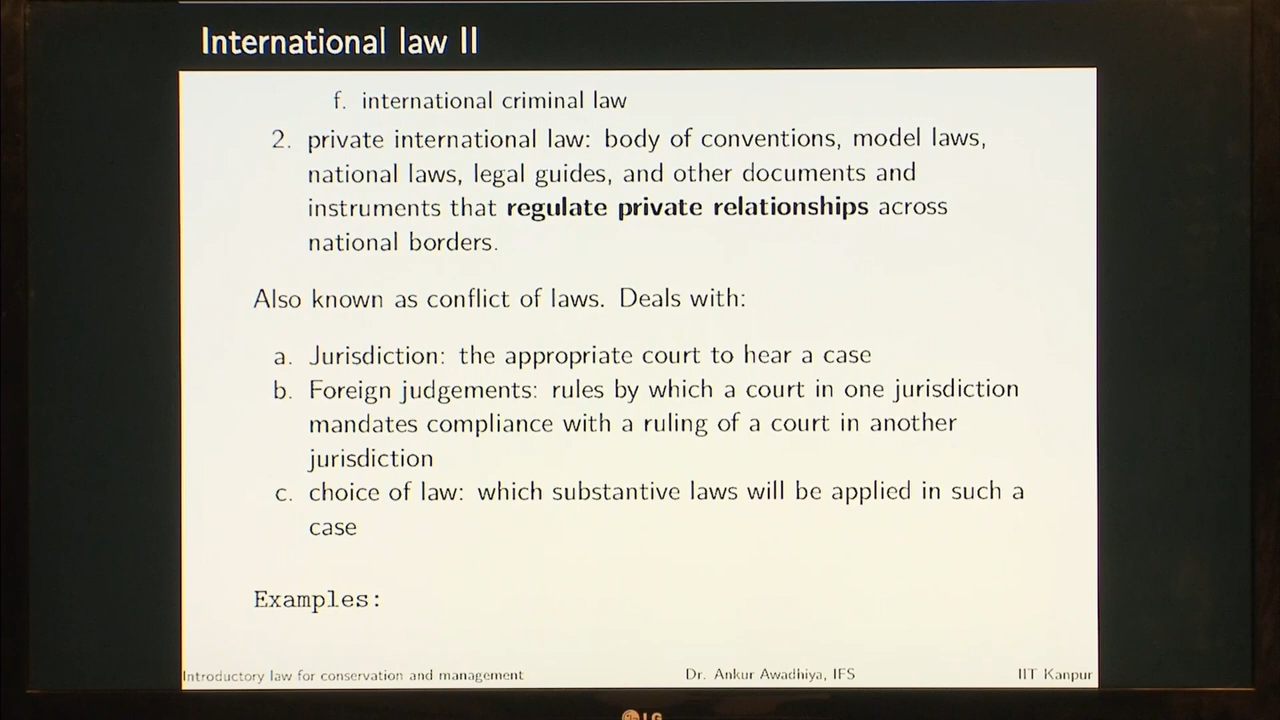 International law II
f. international criminal law
2. private international law: body of conventions, model laws,
national laws, legal guides, and other documents and
instruments that regulate private relationships across
national borders.
Also known as conflict of laws. Deals with:
a. Jurisdiction: the appropriate court to hear a case
b. Foreign judgements: rules by which a court in one jurisdiction
mandates compliance with a ruling of a court in another
jurisdiction
c. choice of law: which substantive laws will be applied in such a
case
Examples:
Introductory law for conservation and management Dr. Ankur Awadhiya, IFS IIT Kanpur
LG